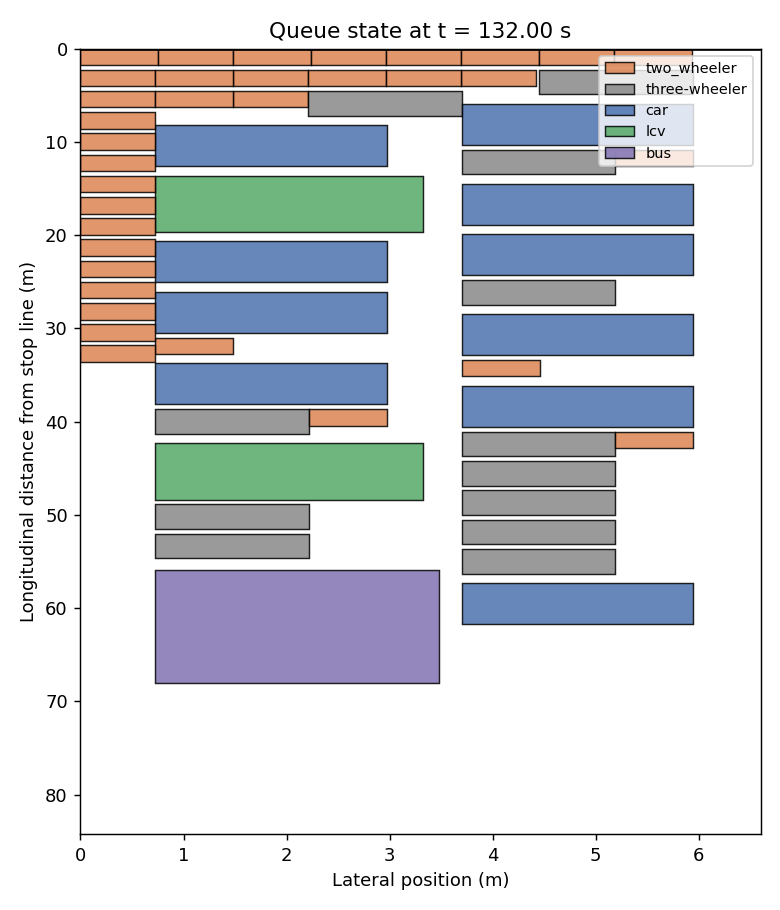 Queue state at t = 132.00 s
two_wheeler
three-wheeler
car
lcv
bus
0
10
20
30
40
50
60
70
80
Longitudinal distance from stop line (m)
0 1 2 3 4 5 6
Lateral position (m)